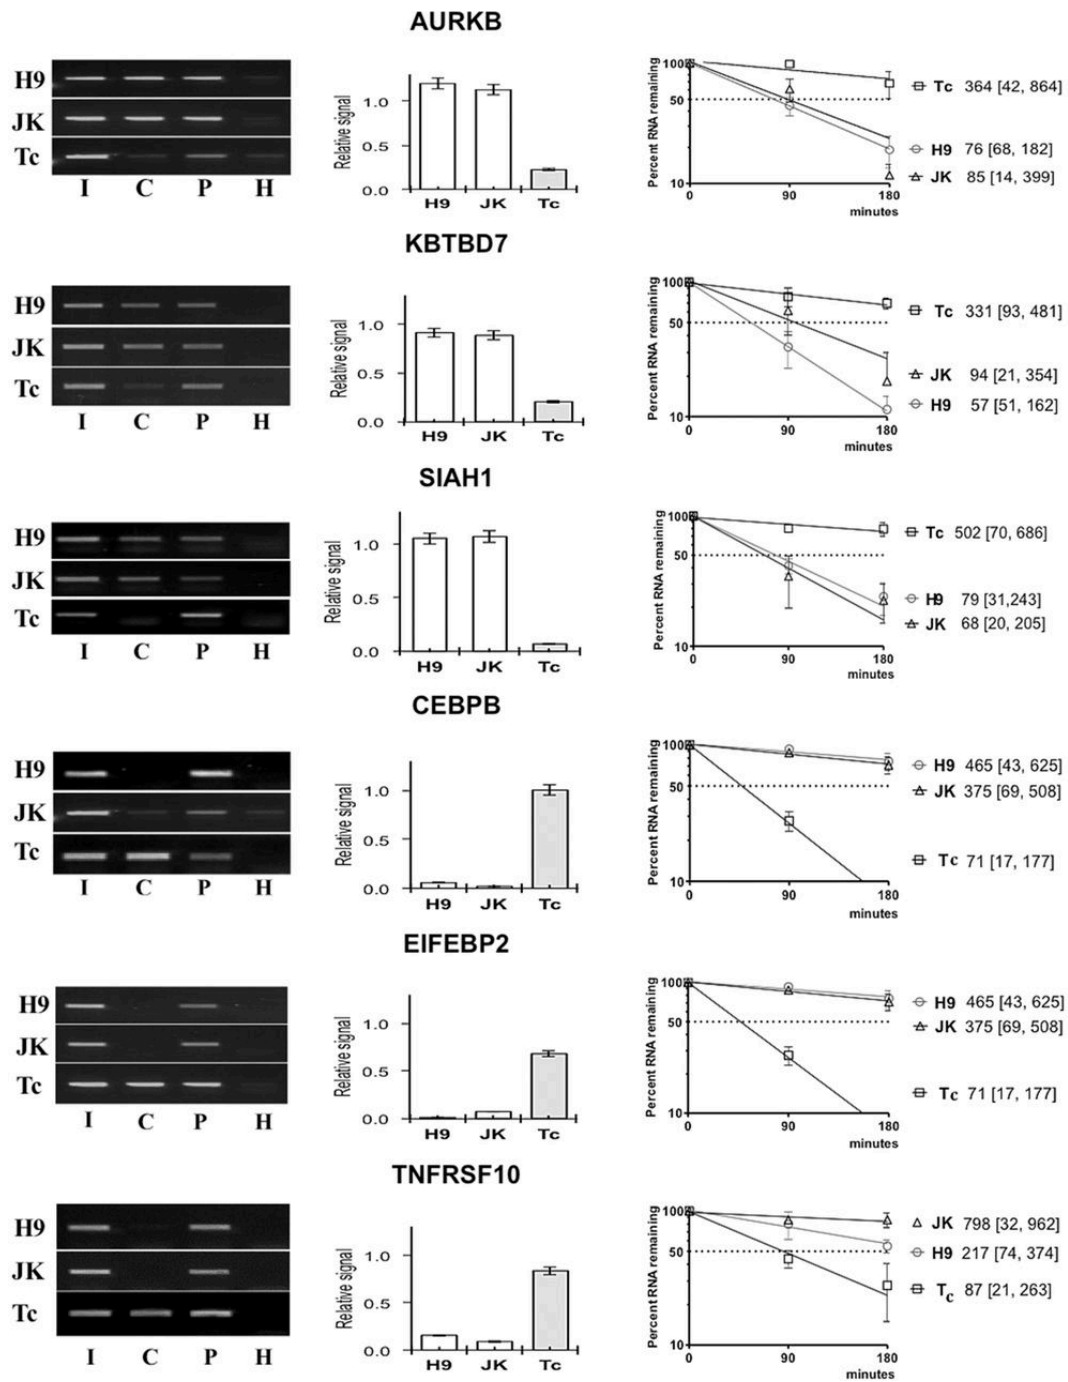 AURKB
H9
JK
Tc
I C P H
Relative signal
1.0
0.5
0.0
H9 JK Tc
Percent RNA remaining
100
50
10
0 90 180
minutes
Tc 364 [42, 864]
H9 76 [68, 182]
JK 85 [14, 399]
KBTBD7
H9
JK
Tc
I C P H
Relative signal
1.0
0.5
0.0
H9 JK Tc
Percent RNA remaining
100
50
10
0 90 180
minutes
Tc 331 [93, 481]
JK 94 [21, 354]
H9 57 [51, 162]
SIAH1
H9
JK
Tc
I C P H
Relative signal
1.0
0.5
0.0
H9 JK Tc
Percent RNA remaining
100
50
10
0 90 180
minutes
Tc 502 [70, 686]
H9 79 [31,243]
JK 68 [20, 205]
CEBPB
H9
JK
Tc
I C P H
Relative signal
1.0
0.5
0.0
H9 JK Tc
Percent RNA remaining
100
50
10
0 90 180
minutes
H9 465 [43, 625]
JK 375 [69, 508]
Tc 71 [17, 177]
EIFEBP2
H9
JK
Tc
I C P H
Relative signal
1.0
0.5
0.0
H9 JK Tc
Percent RNA remaining
100
50
10
0 90 180
minutes
H9 465 [43, 625]
JK 375 [69, 508]
Tc 71 [17, 177]
TNFRSF10
H9
JK
Tc
I C P H
Relative signal
1.0
0.5
0.0
H9 JK Tc
Percent RNA remaining
100
50
10
0 90 180
minutes
JK 798 [32, 962]
H9 217 [74, 374]
Tc 87 [21, 263]